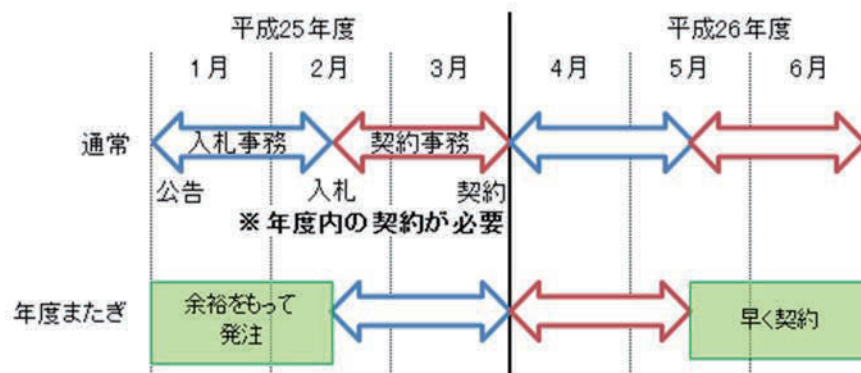 平成25年度
平成26年度
1月
2月
3月
4月
5月
6月
通常
入札事務
契約事務
公告
入札
契約
※年度内の契約が必要
年度またぎ
余裕をもって
発注
早く契約